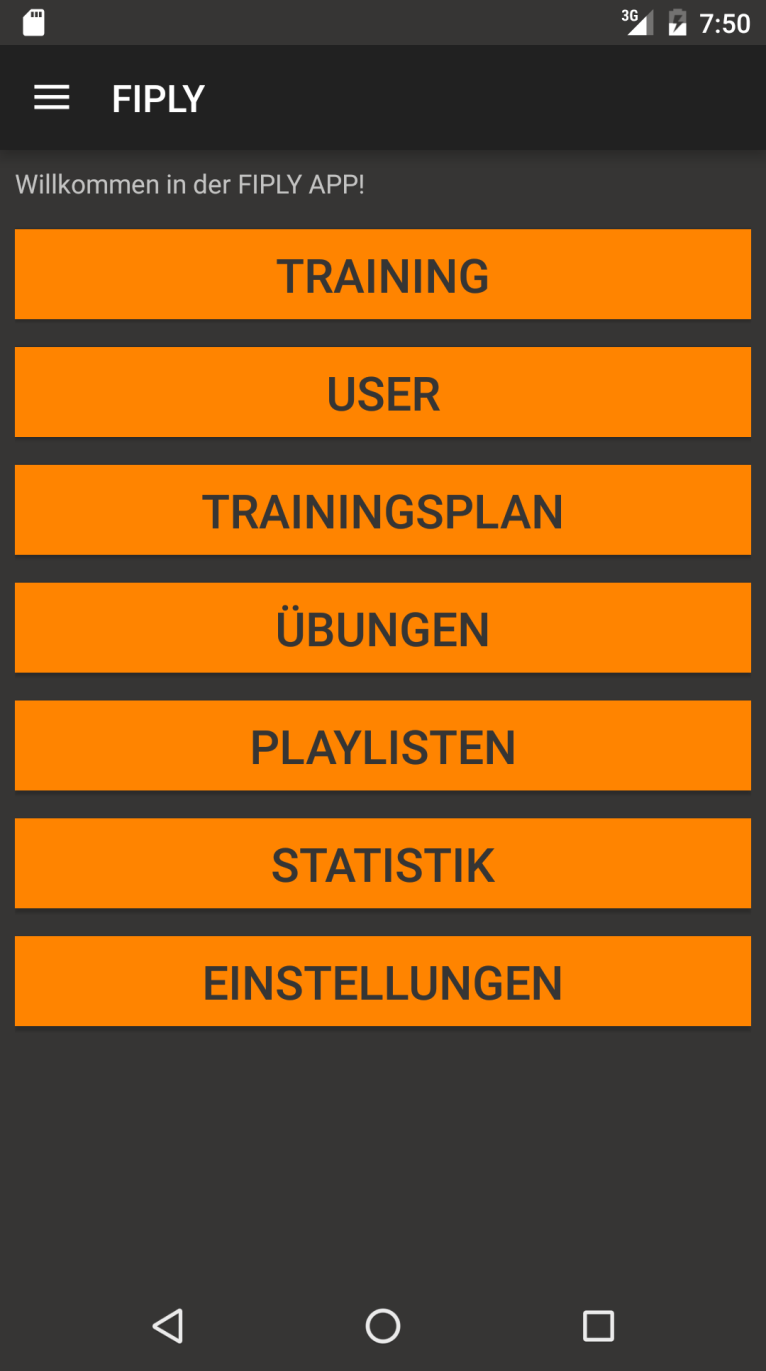 3G 7:50
FIPLY
Willkommen in der FIPLY APP!
TRAINING
USER
TRAININGSPLAN
ÜBUNGEN
PLAYLISTEN
STATISTIK
EINSTELLUNGEN